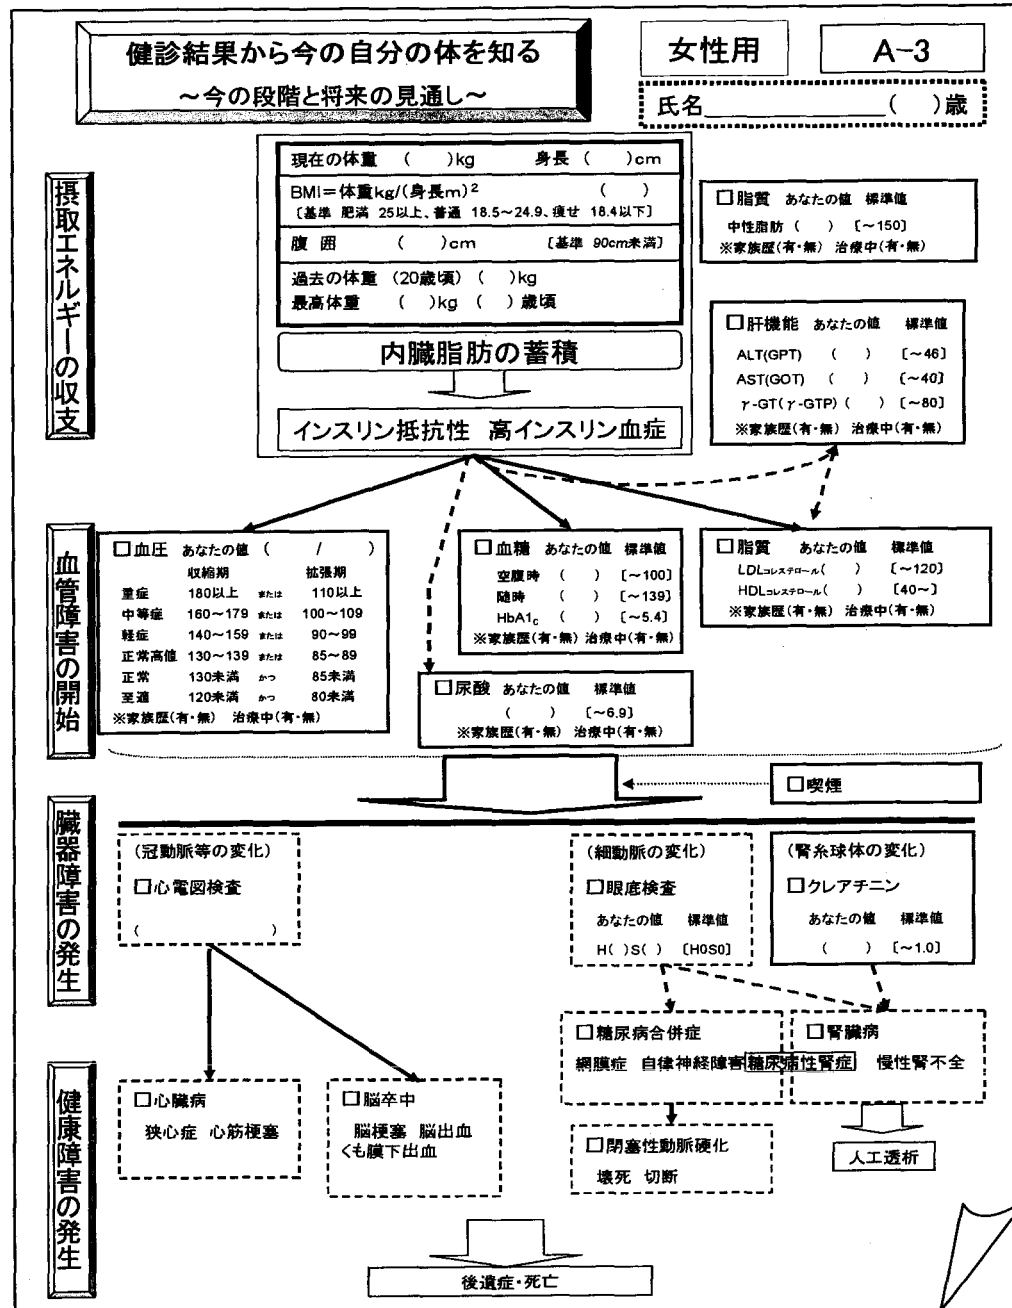 健診結果から今の自分の体を知る
～今の段階と将来の見通し～
女性用
A-3
氏名＿＿＿＿＿＿＿＿(　)歳
摂取エネルギーの収支
現在の体重　(　　)kg　　身長 (　　)cm
BMI＝体重kg/(身長m)²　　(　　)
〔基準 肥満 25以上、普通 18.5～24.9、痩せ 18.4以下〕
腹 囲　　(　　)cm　　〔基準 90cm未満〕
過去の体重 (20歳頃) (　　)kg
最高体重　(　　)kg (　　)歳頃
内臓脂肪の蓄積
インスリン抵抗性 高インスリン血症
□脂質 あなたの値 標準値
中性脂肪 (　　) [～150]
※家族歴(有・無) 治療中(有・無)
□肝機能 あなたの値 標準値
ALT(GPT) (　　) [～46]
AST(GOT) (　　) [～40]
γ-GT(γ-GTP) (　　) [～80]
※家族歴(有・無) 治療中(有・無)
血管障害の開始
□血圧 あなたの値 (　　/　　)
収縮期　拡張期
重症 180以上 または 110以上
中等症 160～179 または 100～109
軽症 140～159 または 90～99
正常高値 130～139 または 85～89
正常 130未満 かつ 85未満
至適 120未満 かつ 80未満
※家族歴(有・無) 治療中(有・無)
□血糖 あなたの値 標準値
空腹時 (　　) [～100]
随時 (　　) [～139]
HbA1c (　　) [～5.4]
※家族歴(有・無) 治療中(有・無)
□脂質 あなたの値 標準値
LDLコレステロール(　　) [～120]
HDLコレステロール(　　) [40～]
※家族歴(有・無) 治療中(有・無)
□尿酸 あなたの値 標準値
(　　) [～6.9]
※家族歴(有・無) 治療中(有・無)
□喫煙
臓器障害の発生
(冠動脈等の変化)
□心電図検査
(　　　　　)
(細動脈の変化)
□眼底検査
あなたの値 標準値
H( )S( ) [H0S0]
(腎糸球体の変化)
□クレアチニン
あなたの値 標準値
(　　) [～1.0]
健康障害の発生
□心臓病
狭心症 心筋梗塞
□脳卒中
脳梗塞 脳出血
くも膜下出血
□糖尿病合併症
網膜症 自律神経障害 糖尿病性腎症
□腎臓病
慢性腎不全
□閉塞性動脈硬化
壊死 切断
人工透析
後遺症・死亡